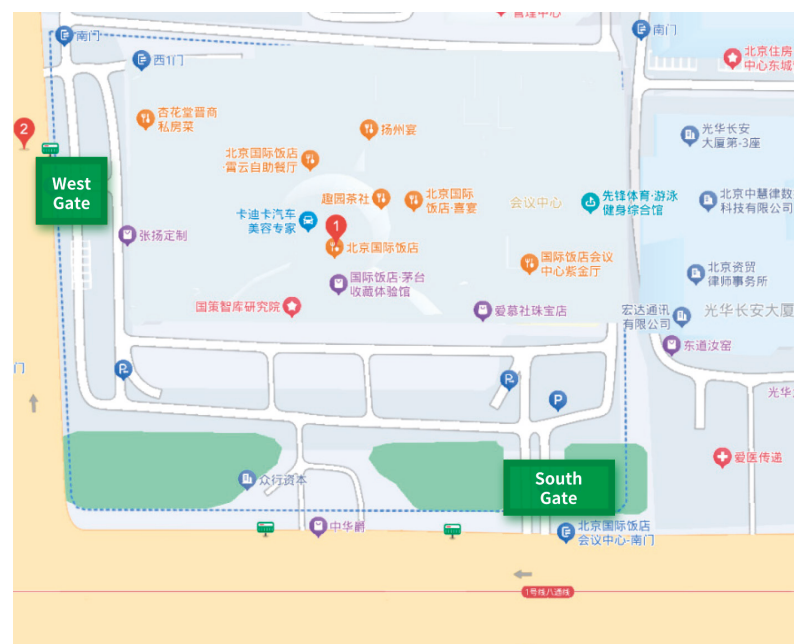 管理中心
南门
南门
西1门
北京住房
中心东城
杏花堂晋商
私房菜
扬州宴
2
光华长安
大厦第-3座
北京国际饭店
·霄云自助餐厅
West
Gate
趣园茶社
北京国际
饭店·喜宴
会议中心
先锋体育·游泳
健身综合馆
北京中慧律数
科技有限公司
卡迪卡汽车
美容专家
1
张扬定制
北京国际饭店
国际饭店会议
中心紫金厅
北京资贸
律师事务所
国际饭店·茅台
收藏体验馆
国策智库研究院
爱慕社珠宝店
宏达通讯
有限公司
光华长安大厦
东道汝窑
门
P
P
P
光华
爱医传递
众行资本
South
Gate
中华爵
北京国际饭店
会议中心-南门
1号线八通线